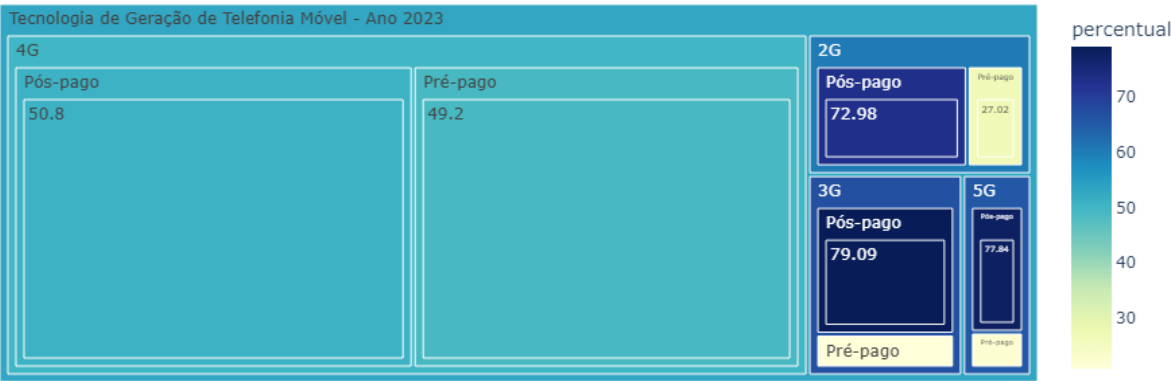 Tecnologia de Geração de Telefonia Móvel - Ano 2023
4G
Pós-pago
50.8
Pré-pago
49.2
2G
Pós-pago
72.98
Pré-pago
27.02
3G
Pós-pago
79.09
Pré-pago
5G
Pós-pago
77.84
Pré-pago
percentual
70
60
50
40
30